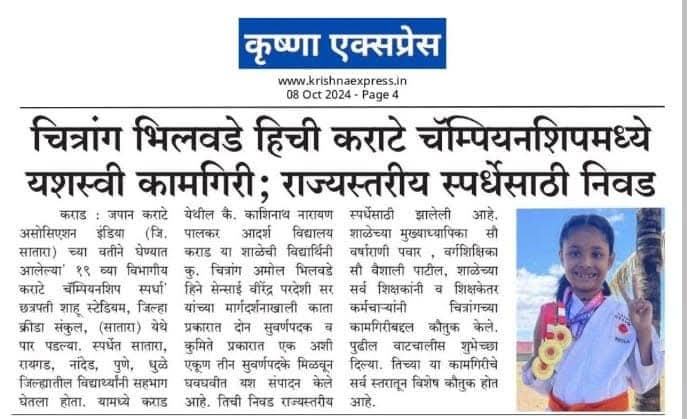 कृष्णा एक्सप्रेस
www.krishnaexpress.in
08 Oct 2024 - Page 4
चित्रांग भिलवडे हिची कराटे चॅम्पियनशिपमध्ये
यशस्वी कामगिरी; राज्यस्तरीय स्पर्धेसाठी निवड
कराड : जपान कराटे
असोसिएशन इंडिया (जि.
सातारा) च्या वतीने घेण्यात
आलेल्या' १९ व्या विभागीय
कराटे चॅम्पियनशिप स्पर्धा'
छत्रपती शाहू स्टेडियम, जिल्हा
क्रीडा संकुल, (सातारा) येथे
पार पडल्या. स्पर्धेत सातारा,
रायगड, नांदेड, पुणे, धुळे
जिल्ह्यातील विद्यार्थ्यांनी सहभाग
घेतला होता. यामध्ये कराड
येथील कै. काशिनाथ नारायण
पालकर आदर्श विद्यालय
कराड या शाळेची विद्यार्थिनी
कु. चित्रांग अमोल भिलवडे
हिने सेन्साई वीरेंद्र परदेशी सर
यांच्या मार्गदर्शनाखाली काता
प्रकारात दोन सुवर्णपदक व
कुमिते प्रकारात एक अशी
एकूण तीन सुवर्णपदके मिळवून
घवघवीत यश संपादन केले
आहे. तिची निवड राज्यस्तरीय
स्पर्धेसाठी झालेली आहे.
शाळेच्या मुख्याध्यापिका सौ
वर्षाराणी पवार , वर्गशिक्षिका
सौ वैशाली पाटील, शाळेच्या
सर्व शिक्षकांनी व शिक्षकेतर
कर्मचाऱ्यांनी चित्रांगच्या
कामगिरीबद्दल कौतुक केले.
पुढील वाटचालीस शुभेच्छा
दिल्या. तिच्या या कामगिरीचे
सर्व स्तरातून विशेष कौतुक होत
आहे.